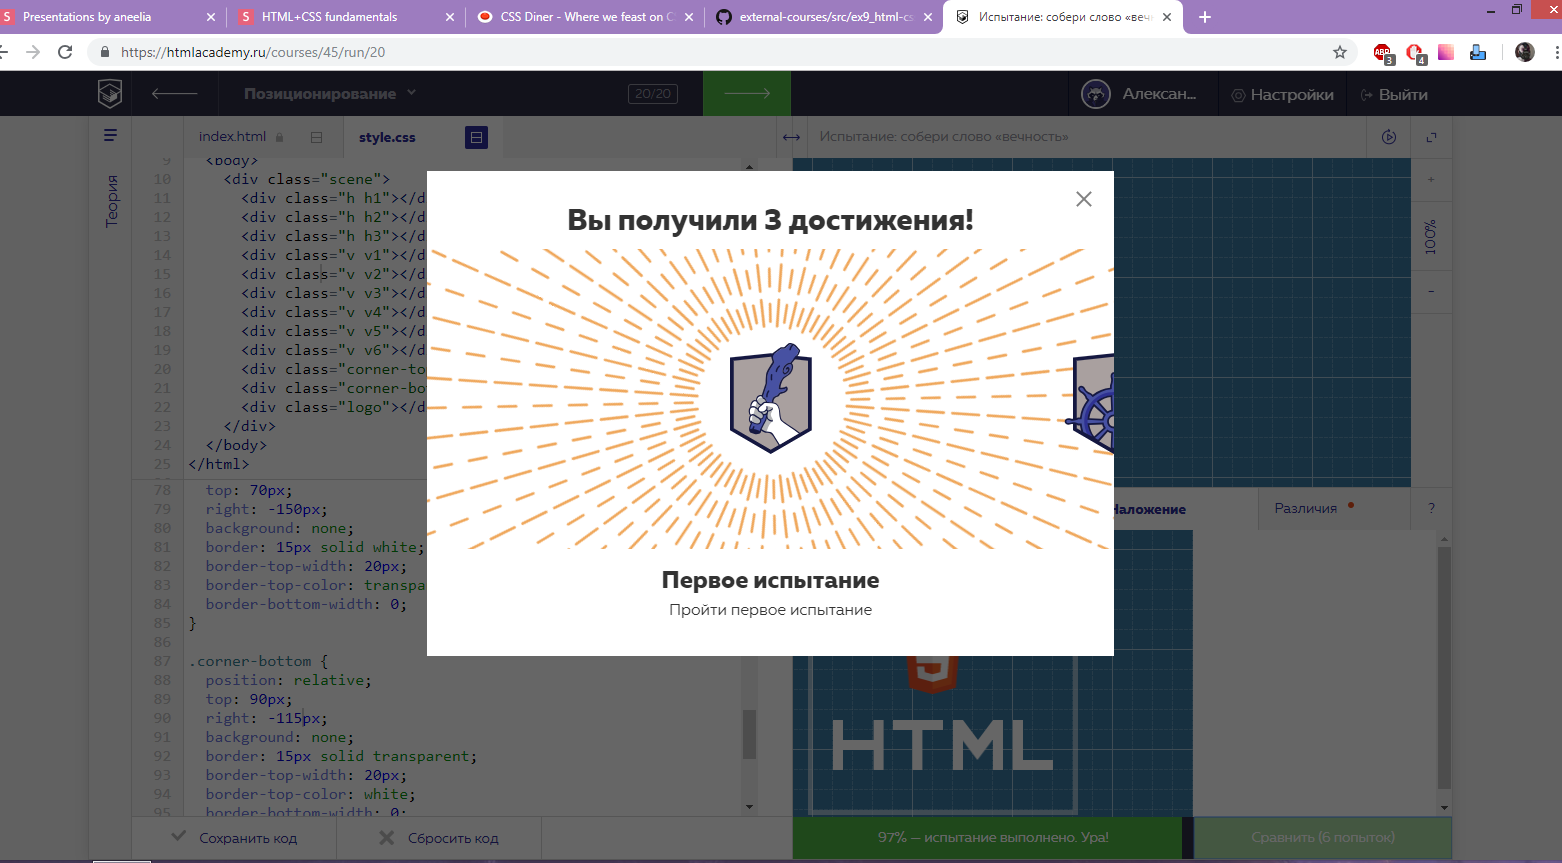 Presentations by aneelia
HTML+CSS fundamentals
CSS Diner - Where we feast on C
external-courses/src/ex9_html-cs
Испытание: собери слово «веч
https://htmlacademy.ru/courses/45/run/20
3
4
Позиционирование
20/20
Алексан...
Настройки
Выйти
index.html
style.css
Испытание: собери слово «вечность»
Теория
9 <body>
10 <div class="scene">
11 <div class="h h1"></d
12 <div class="h h2"></d
13 <div class="h h3"></d
14 <div class="v v1"></d
15 <div class="v v2"></d
16 <div class="v v3"></d
17 <div class="v v4"></d
18 <div class="v v5"></d
19 <div class="v v6"></d
20 <div class="corner-to
21 <div class="corner-bo
22 <div class="logo"></d
23 </div>
24 </body>
25 </html>
78 top: 70px;
79 right: -150px;
80 background: none;
81 border: 15px solid white;
82 border-top-width: 20px;
83 border-top-color: transpa
84 border-bottom-width: 0;
85 }
86
87 .corner-bottom {
88 position: relative;
89 top: 90px;
90 right: -115px;
91 background: none;
92 border: 15px solid transparent;
93 border-top-width: 20px;
94 border-top-color: white;
95 border-bottom-width: 0;
Вы получили 3 достижения!
Первое испытание
Пройти первое испытание
+
100%
-
Наложение
Различия
?
HTML
Сохранить код
Сбросить код
97% — испытание выполнено. Ура!
Сравнить (6 попыток)